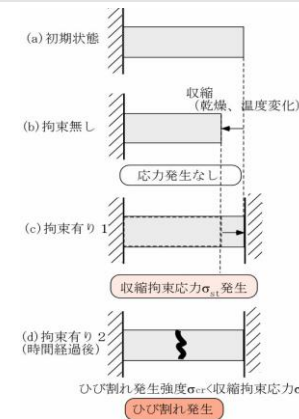 (a)初期状態
収縮
(乾燥、温度変化)
(b)拘束無し
応力発生なし
(c)拘束有り1
収縮拘束応力σst発生
(d)拘束有り2
(時間経過後)
ひび割れ発生強度σcr<収縮拘束応力σ
ひび割れ発生